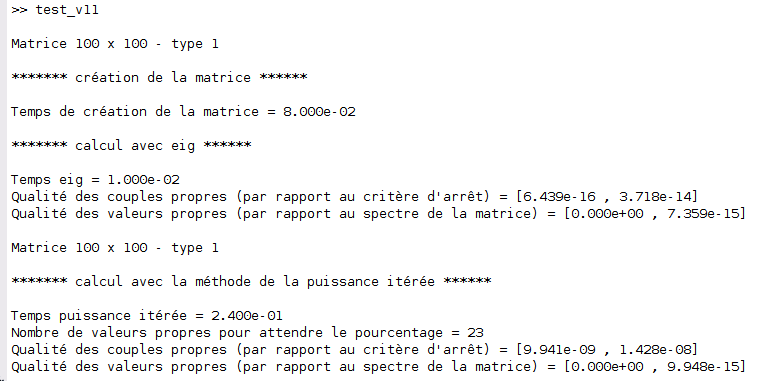 >> test_v11
Matrice 100 x 100 - type 1
******* création de la matrice ******
Temps de création de la matrice = 8.000e-02
******* calcul avec eig ******
Temps eig = 1.000e-02
Qualité des couples propres (par rapport au critère d'arrêt) = [6.439e-16 , 3.718e-14]
Qualité des valeurs propres (par rapport au spectre de la matrice) = [0.000e+00 , 7.359e-15]
Matrice 100 x 100 - type 1
******* calcul avec la méthode de la puissance itérée ******
Temps puissance itérée = 2.400e-01
Nombre de valeurs propres pour attendre le pourcentage = 23
Qualité des couples propres (par rapport au critère d'arrêt) = [9.941e-09 , 1.428e-08]
Qualité des valeurs propres (par rapport au spectre de la matrice) = [0.000e+00 , 9.948e-15]